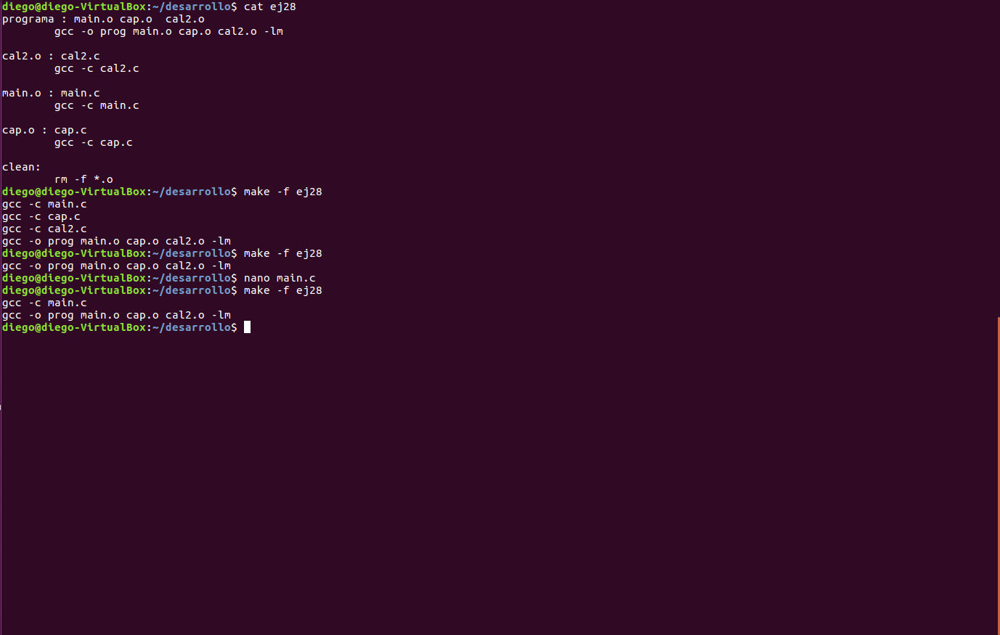 diego@diego-VirtualBox:~/desarrollo$ cat ej28
programa : main.o cap.o  cal2.o
        gcc -o prog main.o cap.o cal2.o -lm

cal2.o : cal2.c
        gcc -c cal2.c

main.o : main.c
        gcc -c main.c

cap.o : cap.c
        gcc -c cap.c

clean:
        rm -f *.o
diego@diego-VirtualBox:~/desarrollo$ make -f ej28
gcc -c main.c
gcc -c cap.c
gcc -c cal2.c
gcc -o prog main.o cap.o cal2.o -lm
diego@diego-VirtualBox:~/desarrollo$ make -f ej28
gcc -o prog main.o cap.o cal2.o -lm
diego@diego-VirtualBox:~/desarrollo$ nano main.c
diego@diego-VirtualBox:~/desarrollo$ make -f ej28
gcc -c main.c
gcc -o prog main.o cap.o cal2.o -lm
diego@diego-VirtualBox:~/desarrollo$